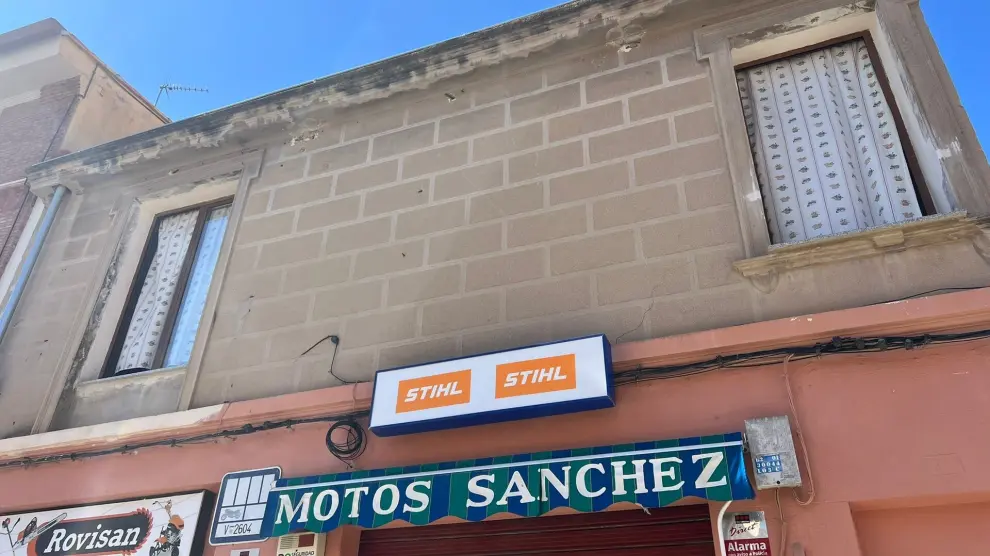 STIHL STIHL
MOTOS SANCHEZ
V=2604
Rovisan
Alarma